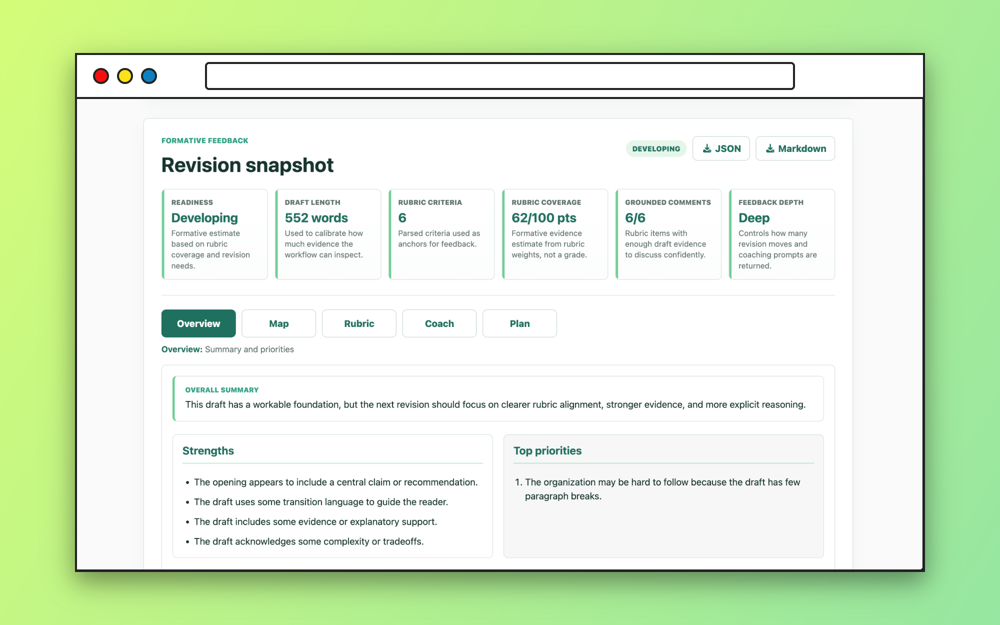 FORMATIVE FEEDBACK
Revision snapshot
DEVELOPING
JSON
Markdown
READINESS
Developing
Formative estimate
based on rubric
coverage and revision
needs.
DRAFT LENGTH
552 words
Used to calibrate how
much evidence the
workflow can inspect.
RUBRIC CRITERIA
6
Parsed criteria used as
anchors for feedback.
RUBRIC COVERAGE
62/100 pts
Formative evidence
estimate from rubric
weights, not a grade.
GROUNDED COMMENTS
6/6
Rubric items with
enough draft evidence
to discuss confidently.
FEEDBACK DEPTH
Deep
Controls how many
revision moves and
coaching prompts are
returned.
Overview
Map
Rubric
Coach
Plan
Overview: Summary and priorities
OVERALL SUMMARY
This draft has a workable foundation, but the next revision should focus on clearer rubric alignment, stronger evidence, and more explicit reasoning.
Strengths
• The opening appears to include a central claim or recommendation.
• The draft uses some transition language to guide the reader.
• The draft includes some evidence or explanatory support.
• The draft acknowledges some complexity or tradeoffs.
Top priorities
1. The organization may be hard to follow because the draft has few
paragraph breaks.